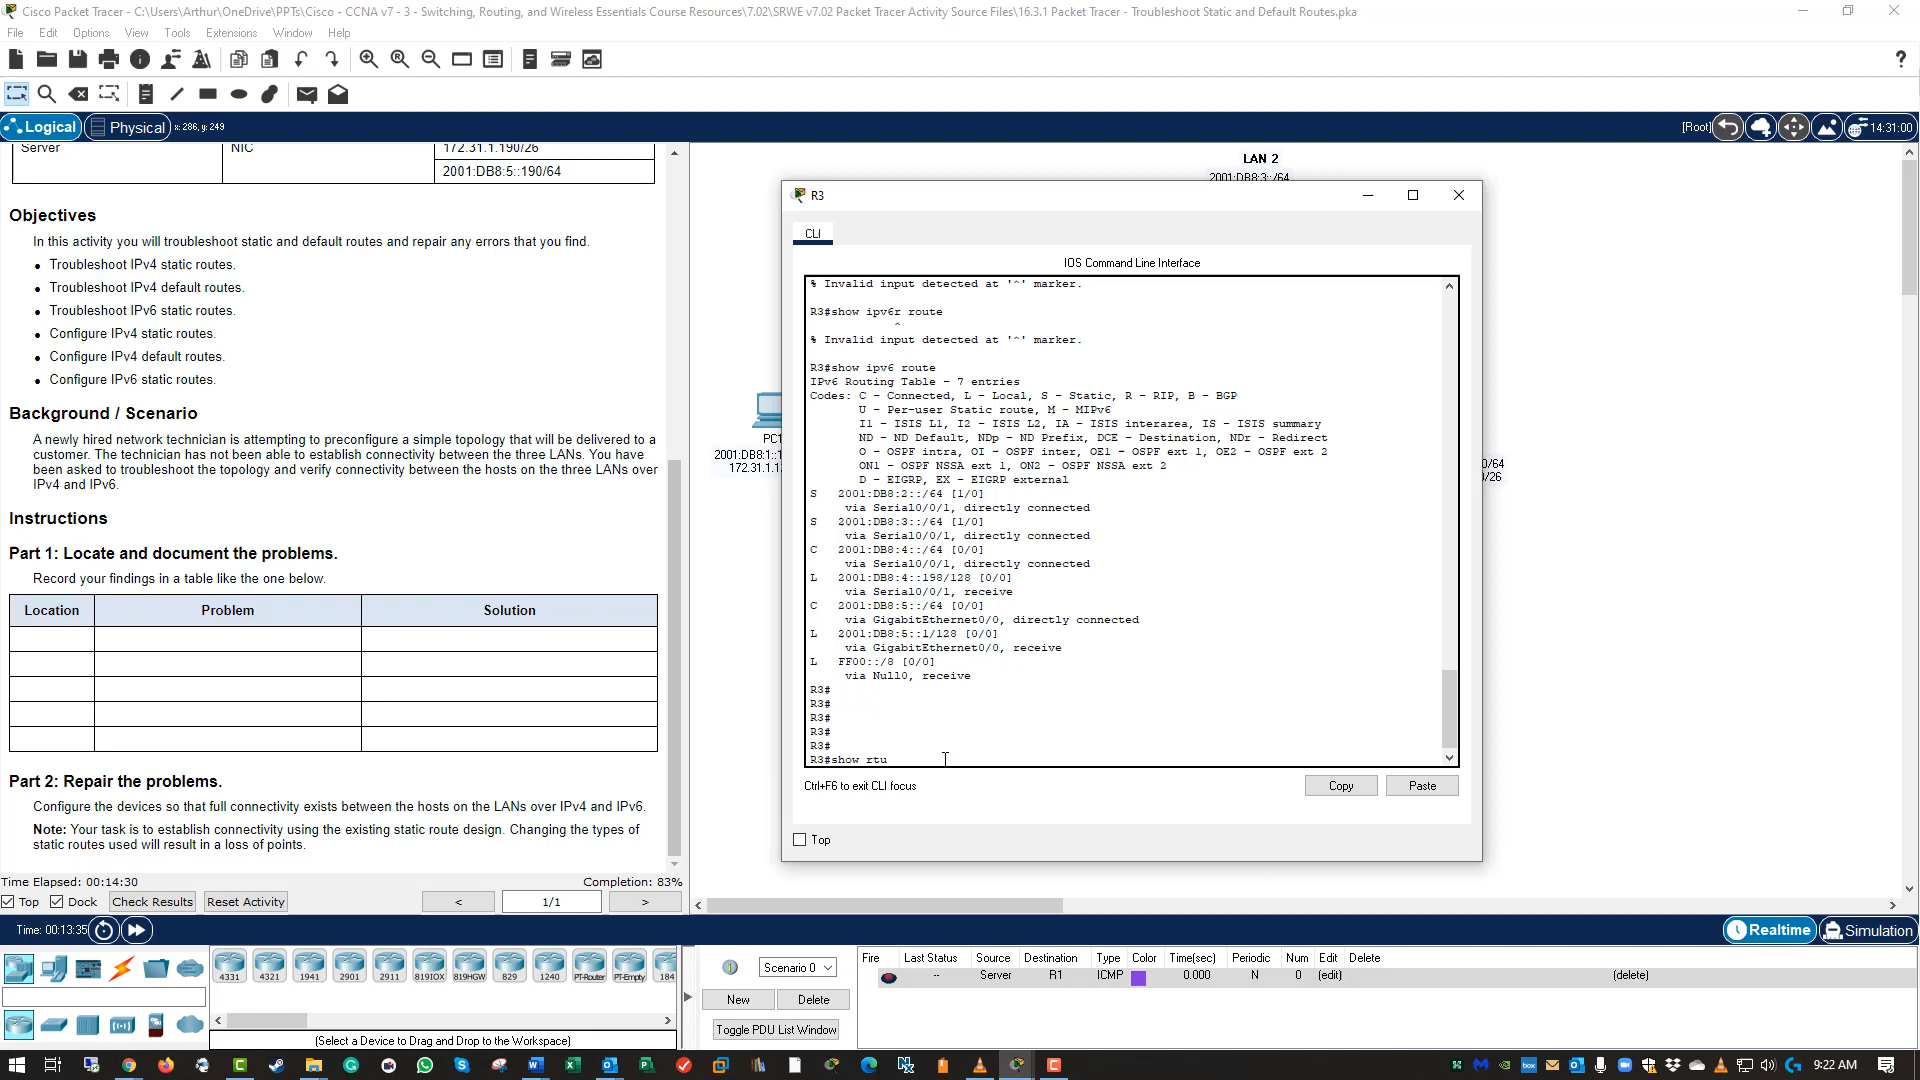 Cisco Packet Tracer - C:\Users\Arthur\OneDrive\PPTs\Cisco - CCNA v7 - 3 - Switching, Routing, and Wireless Essentials Course Resources\7.02\SRWE v7.02 Packet Tracer Activity Source Files\16.3.1 Packet Tracer - Troubleshoot Static and Default Routes.pka
File Edit Options View Tools Extensions Window Help
?
Logical Physical x: 286, y: 249
[Root] 14:31:00
Server NIC 172.31.1.190/26
2001:DB8:5::190/64
Objectives
In this activity you will troubleshoot static and default routes and repair any errors that you find.
Troubleshoot IPv4 static routes.
Troubleshoot IPv4 default routes.
Troubleshoot IPv6 static routes.
Configure IPv4 static routes.
Configure IPv4 default routes.
Configure IPv6 static routes.
Background / Scenario
A newly hired network technician is attempting to preconfigure a simple topology that will be delivered to a
customer. The technician has not been able to establish connectivity between the three LANs. You have
been asked to troubleshoot the topology and verify connectivity between the hosts on the three LANs over
IPv4 and IPv6.
Instructions
Part 1: Locate and document the problems.
Record your findings in a table like the one below.
Location Problem Solution
Part 2: Repair the problems.
Configure the devices so that full connectivity exists between the hosts on the LANs over IPv4 and IPv6.
Note: Your task is to establish connectivity using the existing static route design. Changing the types of
static routes used will result in a loss of points.
Time Elapsed: 00:14:30 Completion: 83%
Top Dock Check Results Reset Activity < 1/1 >
LAN 2
2001:DB8:3::/64
PC1
2001:DB8:1::1
172.31.1.1
0/64
/26
R3
CLI
IOS Command Line Interface
% Invalid input detected at '^' marker.
R3#show ipv6r route
^
% Invalid input detected at '^' marker.
R3#show ipv6 route
IPv6 Routing Table - 7 entries
Codes: C - Connected, L - Local, S - Static, R - RIP, B - BGP
U - Per-user Static route, M - MIPv6
I1 - ISIS L1, I2 - ISIS L2, IA - ISIS interarea, IS - ISIS summary
ND - ND Default, NDp - ND Prefix, DCE - Destination, NDr - Redirect
O - OSPF intra, OI - OSPF inter, OE1 - OSPF ext 1, OE2 - OSPF ext 2
ON1 - OSPF NSSA ext 1, ON2 - OSPF NSSA ext 2
D - EIGRP, EX - EIGRP external
S 2001:DB8:2::/64 [1/0]
via Serial0/0/1, directly connected
S 2001:DB8:3::/64 [1/0]
via Serial0/0/1, directly connected
C 2001:DB8:4::/64 [0/0]
via Serial0/0/1, directly connected
L 2001:DB8:4::198/128 [0/0]
via Serial0/0/1, receive
C 2001:DB8:5::/64 [0/0]
via GigabitEthernet0/0, directly connected
L 2001:DB8:5::1/128 [0/0]
via GigabitEthernet0/0, receive
L FF00::/8 [0/0]
via Null0, receive
R3#
R3#
R3#
R3#
R3#
R3#show rtu
Ctrl+F6 to exit CLI focus Copy Paste
Top
Time: 00:13:35 Realtime Simulation
4331 4321 1941 2901 2911 819IOX 819HGW 829 1240 PT-Router PT-Empty 184
(Select a Device to Drag and Drop to the Workspace)
Scenario 0
New Delete
Toggle PDU List Window
Fire Last Status Source Destination Type Color Time(sec) Periodic Num Edit Delete
-- Server R1 ICMP 0.000 N 0 (edit) (delete)
9:22 AM